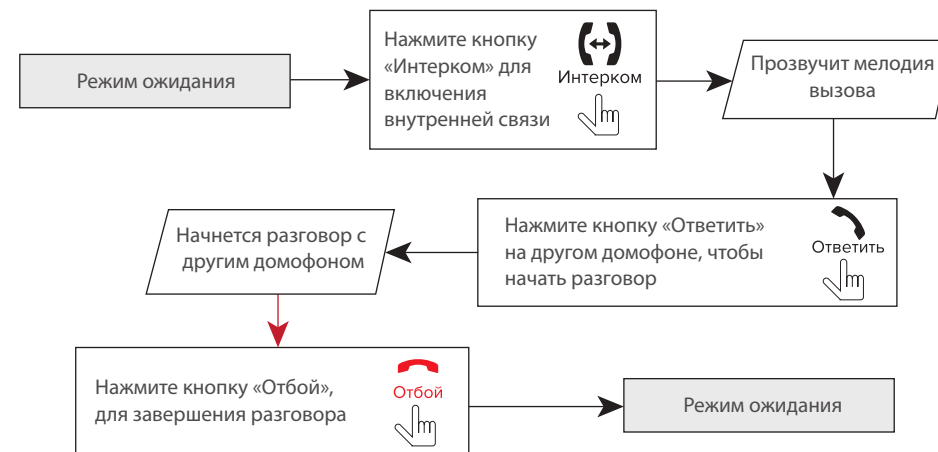 Режим ожидания
Нажмите кнопку
«Интерком» для
включения
внутренней связи
Интерком
Прозвучит мелодия
вызова
Нажмите кнопку «Ответить»
на другом домофоне, чтобы
начать разговор
Ответить
Начнется разговор с
другим домофоном
Нажмите кнопку «Отбой»,
для завершения разговора
Отбой
Режим ожидания